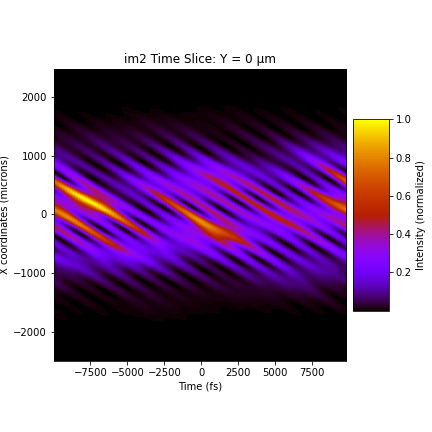 im2 Time Slice: Y = 0 μm
X coordinates (microns)
2000
1000
0
−1000
−2000
−7500 −5000 −2500 0 2500 5000 7500
Time (fs)
1.0
0.8
0.6
0.4
0.2
Intensity (normalized)